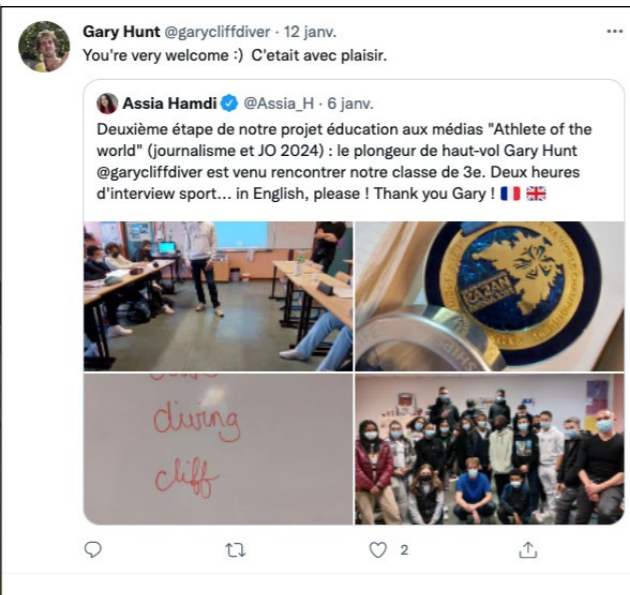 Gary Hunt @garycliffdiver · 12 janv.
You're very welcome :) C'etait avec plaisir.
Assia Hamdi @Assia_H · 6 janv.
Deuxième étape de notre projet éducation aux médias "Athlete of the
world" (journalisme et JO 2024) : le plongeur de haut-vol Gary Hunt
@garycliffdiver est venu rencontrer notre classe de 3e. Deux heures
d'interview sport... in English, please ! Thank you Gary !
KAZAN
diving
cliff
2